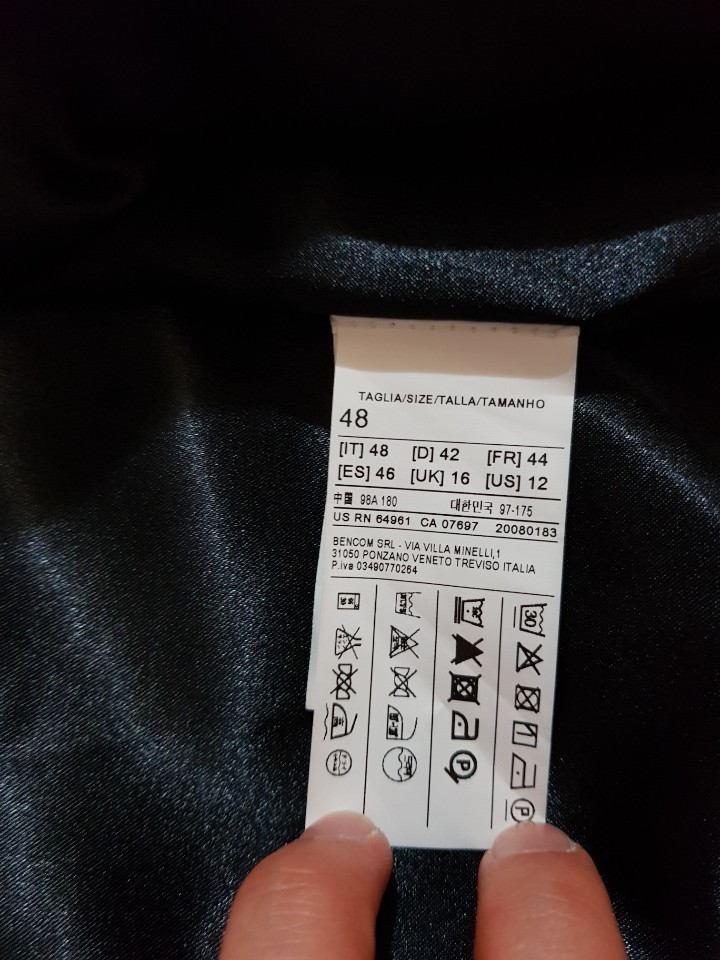 TAGLIA/SIZE/TALLA/TAMANHO
48
[IT] 48 [D] 42 [FR] 44
[ES] 46 [UK] 16 [US] 12
中国 98A 180 대한민국 97-175
US RN 64961 CA 07697 20080183
BENCOM SRL - VIA VILLA MINELLI,1
31050 PONZANO VENETO TREVISO ITALIA
P.iva 03490770264
30
P
P